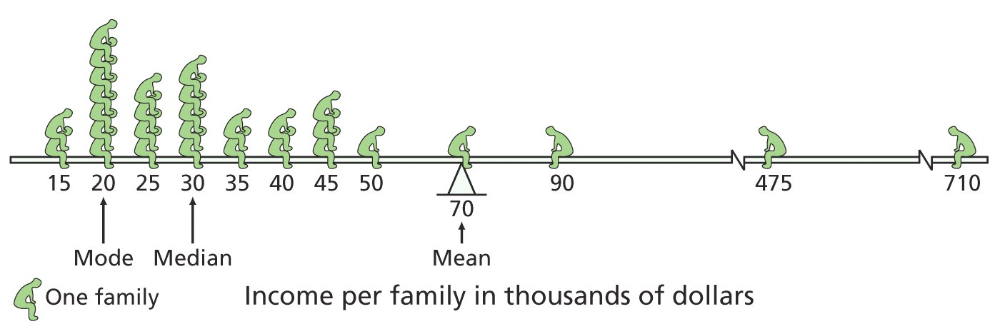 15 20 25 30 35 40 45 50 90 475 710
70
Mode Median Mean
One family Income per family in thousands of dollars